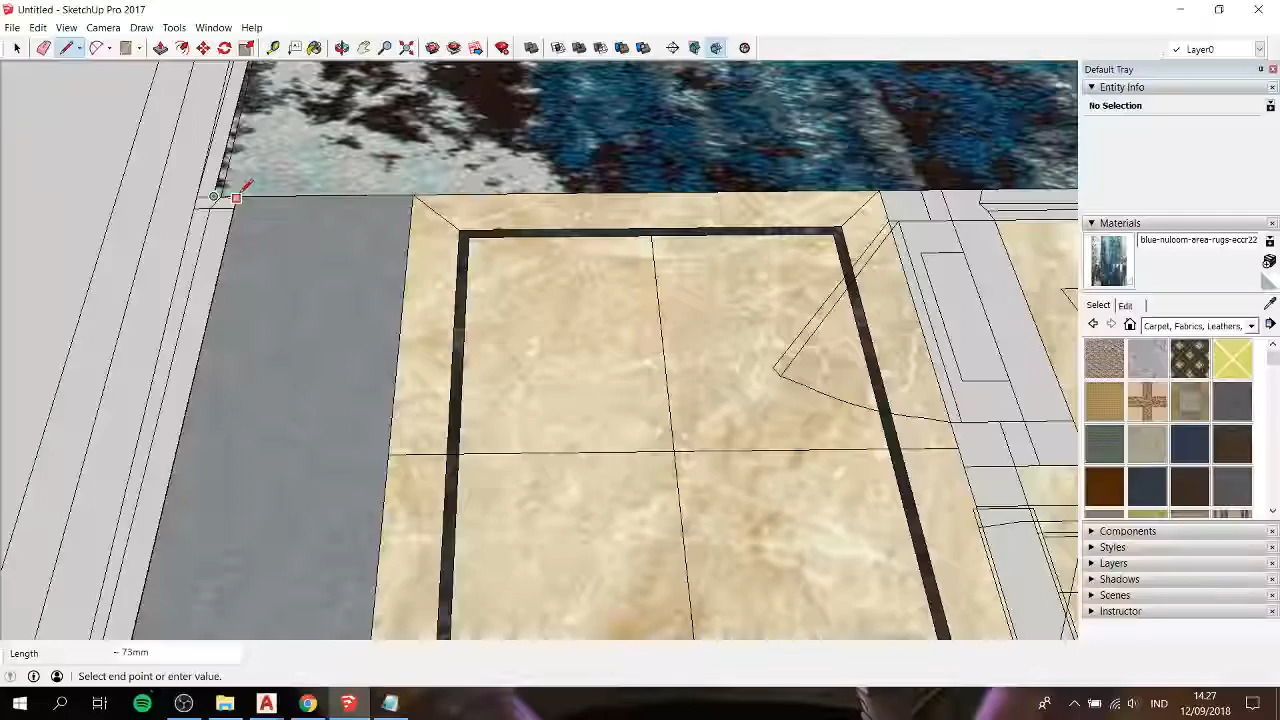 Untitled - SketchUp Pro 2017
File Edit View Camera Draw Tools Window Help
Layer0
Default Tray
Entity Info
No Selection
Materials
blue-nuloom-area-rugs-eccr22
Select Edit
Carpet, Fabrics, Leathers,
Components
Styles
Layers
Shadows
Scenes
Instructor
Length ~ 73mm
Select end point or enter value.
IND
14.27
12/09/2018